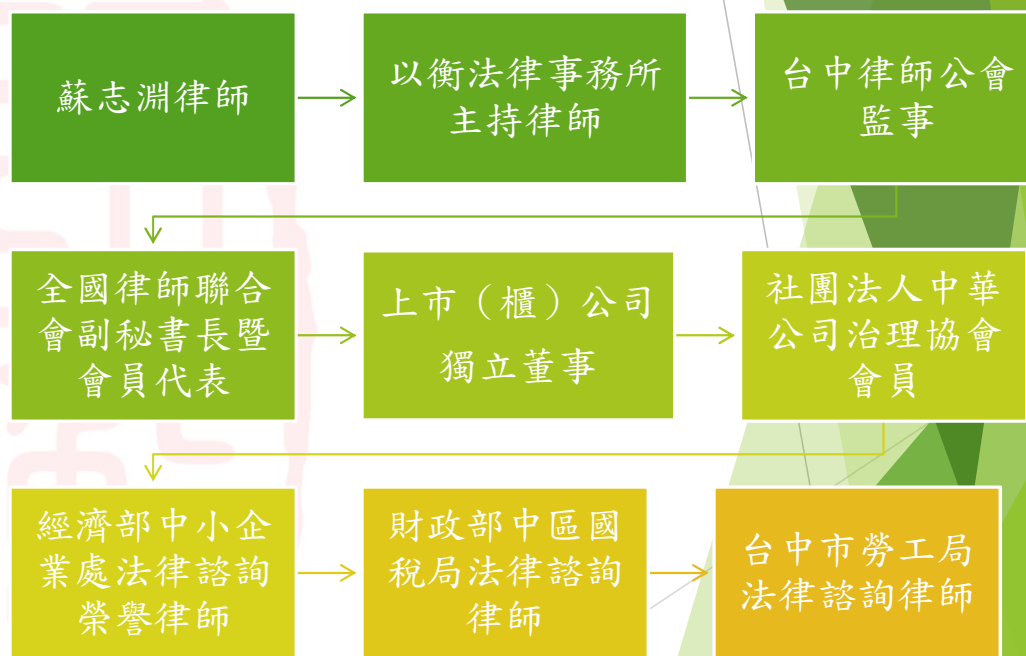 蘇志淵律師
以衡法律事務所
主持律師
台中律師公會
監事
全國律師聯合
會副秘書長暨
會員代表
上市（櫃）公司
獨立董事
社團法人中華
公司治理協會
會員
經濟部中小企
業處法律諮詢
榮譽律師
財政部中區國
稅局法律諮詢
律師
台中市勞工局
法律諮詢律師